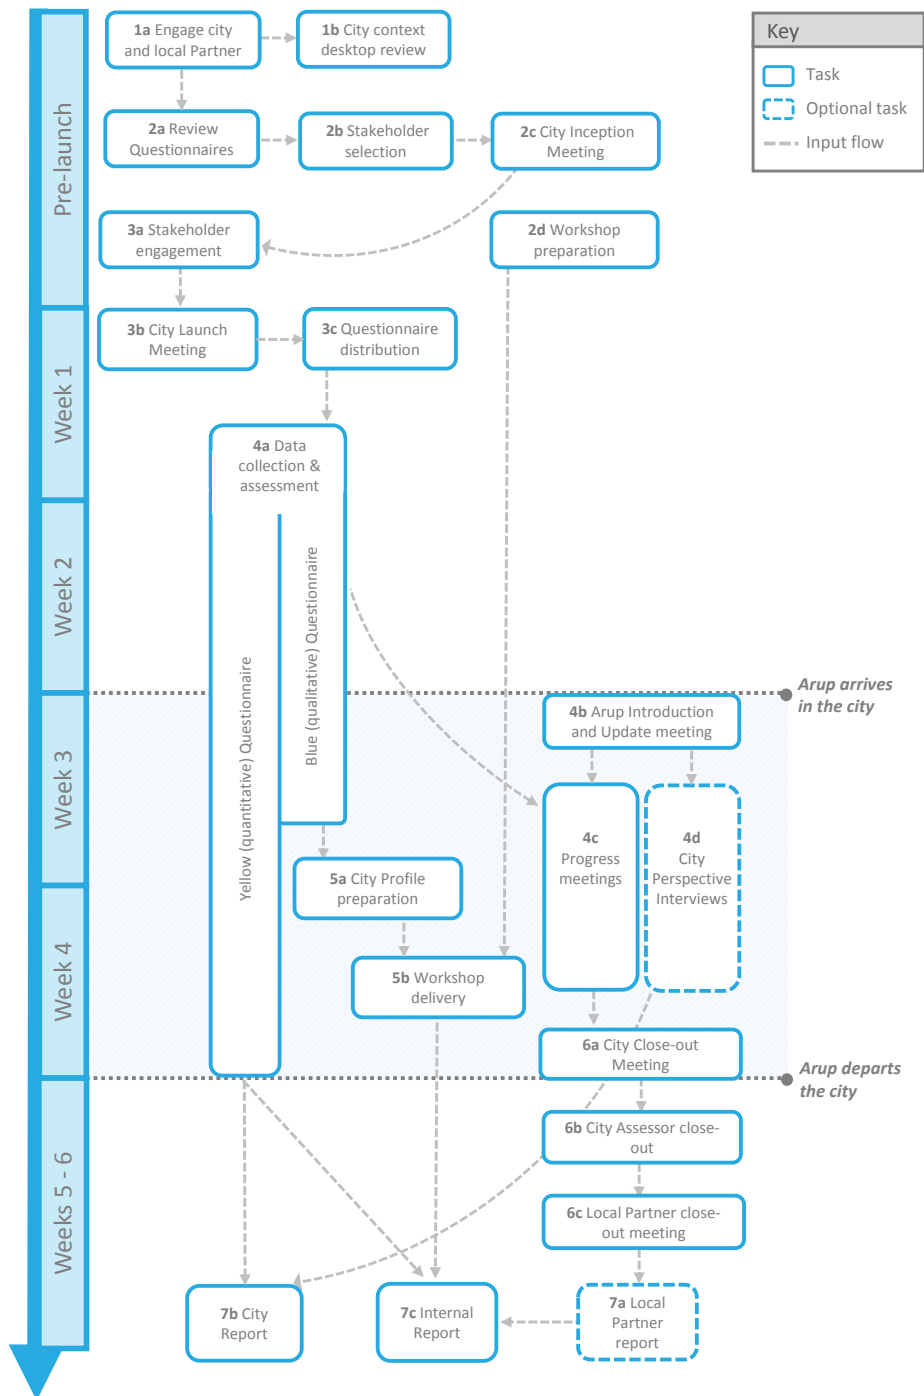 1a Engage city
and local Partner
1b City context
desktop review
Key
Task
Optional task
Input flow
Pre-launch
2a Review
Questionnaires
2b Stakeholder
selection
2c City Inception
Meeting
3a Stakeholder
engagement
2d Workshop
preparation
3b City Launch
Meeting
3c Questionnaire
distribution
Week 1
4a Data
collection &
assessment
Week 2
Yellow (quantitative) Questionnaire
Blue (qualitative) Questionnaire
Arup arrives
in the city
4b Arup Introduction
and Update meeting
Week 3
4c
Progress
meetings
4d
City
Perspective
Interviews
5a City Profile
preparation
Week 4
5b Workshop
delivery
6a City Close-out
Meeting
Arup departs
the city
Weeks 5 - 6
6b City Assessor close-
out
6c Local Partner close-
out meeting
7b City
Report
7c Internal
Report
7a Local
Partner
report